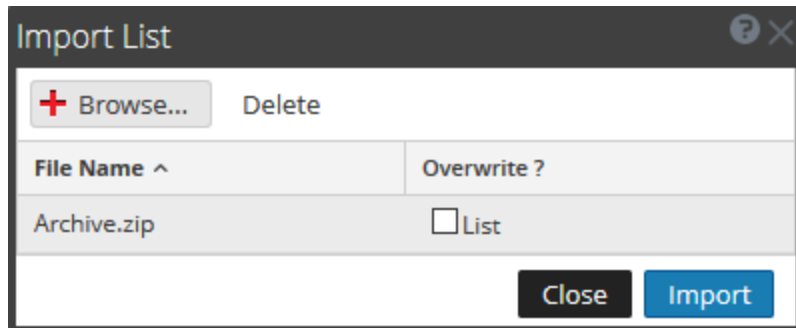 Import List
Browse... Delete
File Name Overwrite ?
Archive.zip List
Close Import